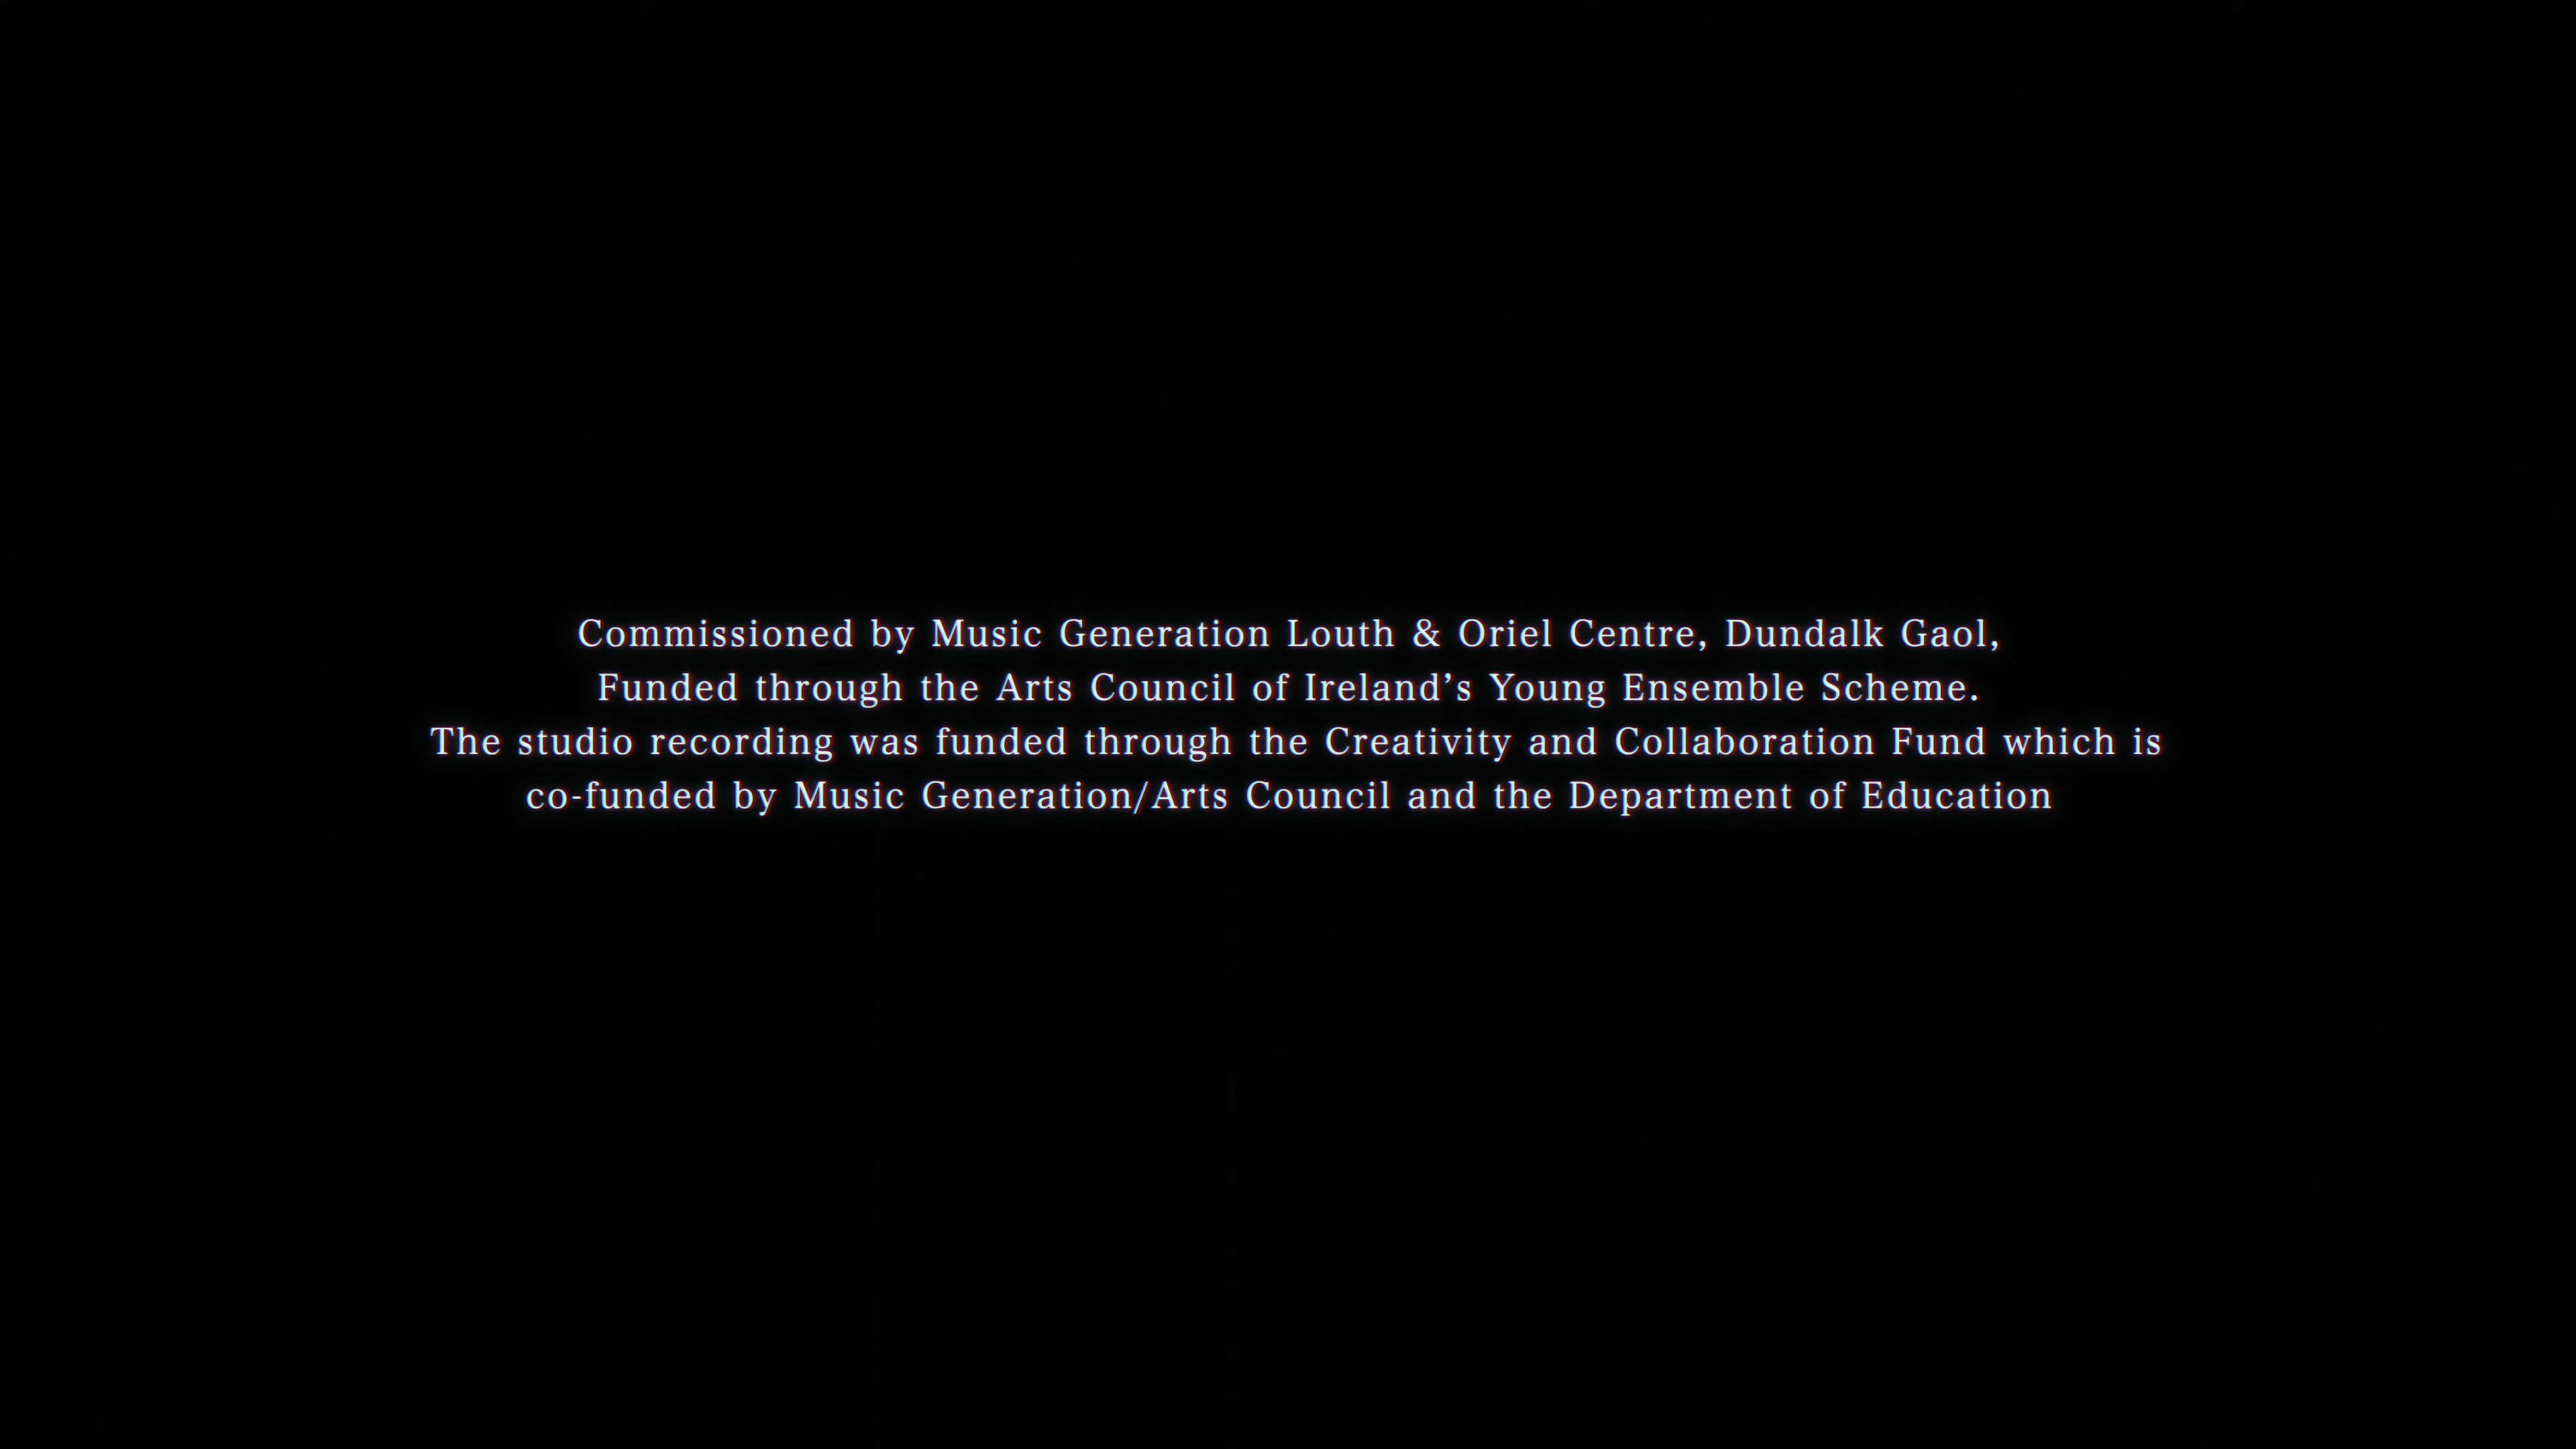 Commissioned by Music Generation Louth & Oriel Centre, Dundalk Gaol,
Funded through the Arts Council of Ireland’s Young Ensemble Scheme.
The studio recording was funded through the Creativity and Collaboration Fund which is
co-funded by Music Generation/Arts Council and the Department of Education